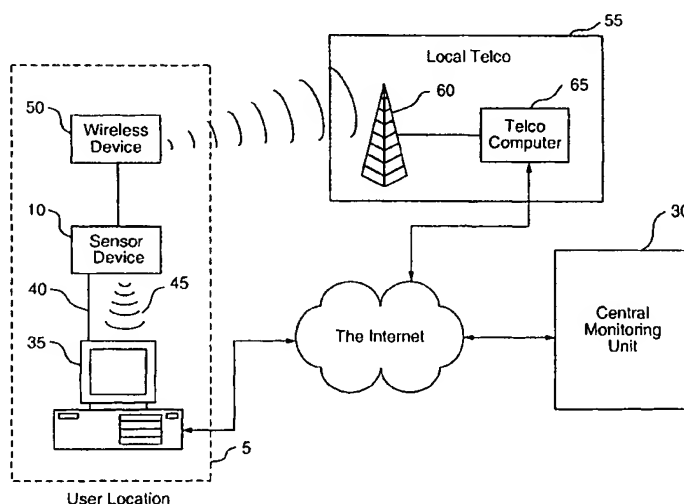 55
Local Telco
50
60
65
Wireless
Device
Telco
Computer
10
Sensor
Device
30
40
45
35
The Internet
Central
Monitoring
Unit
5
User Location